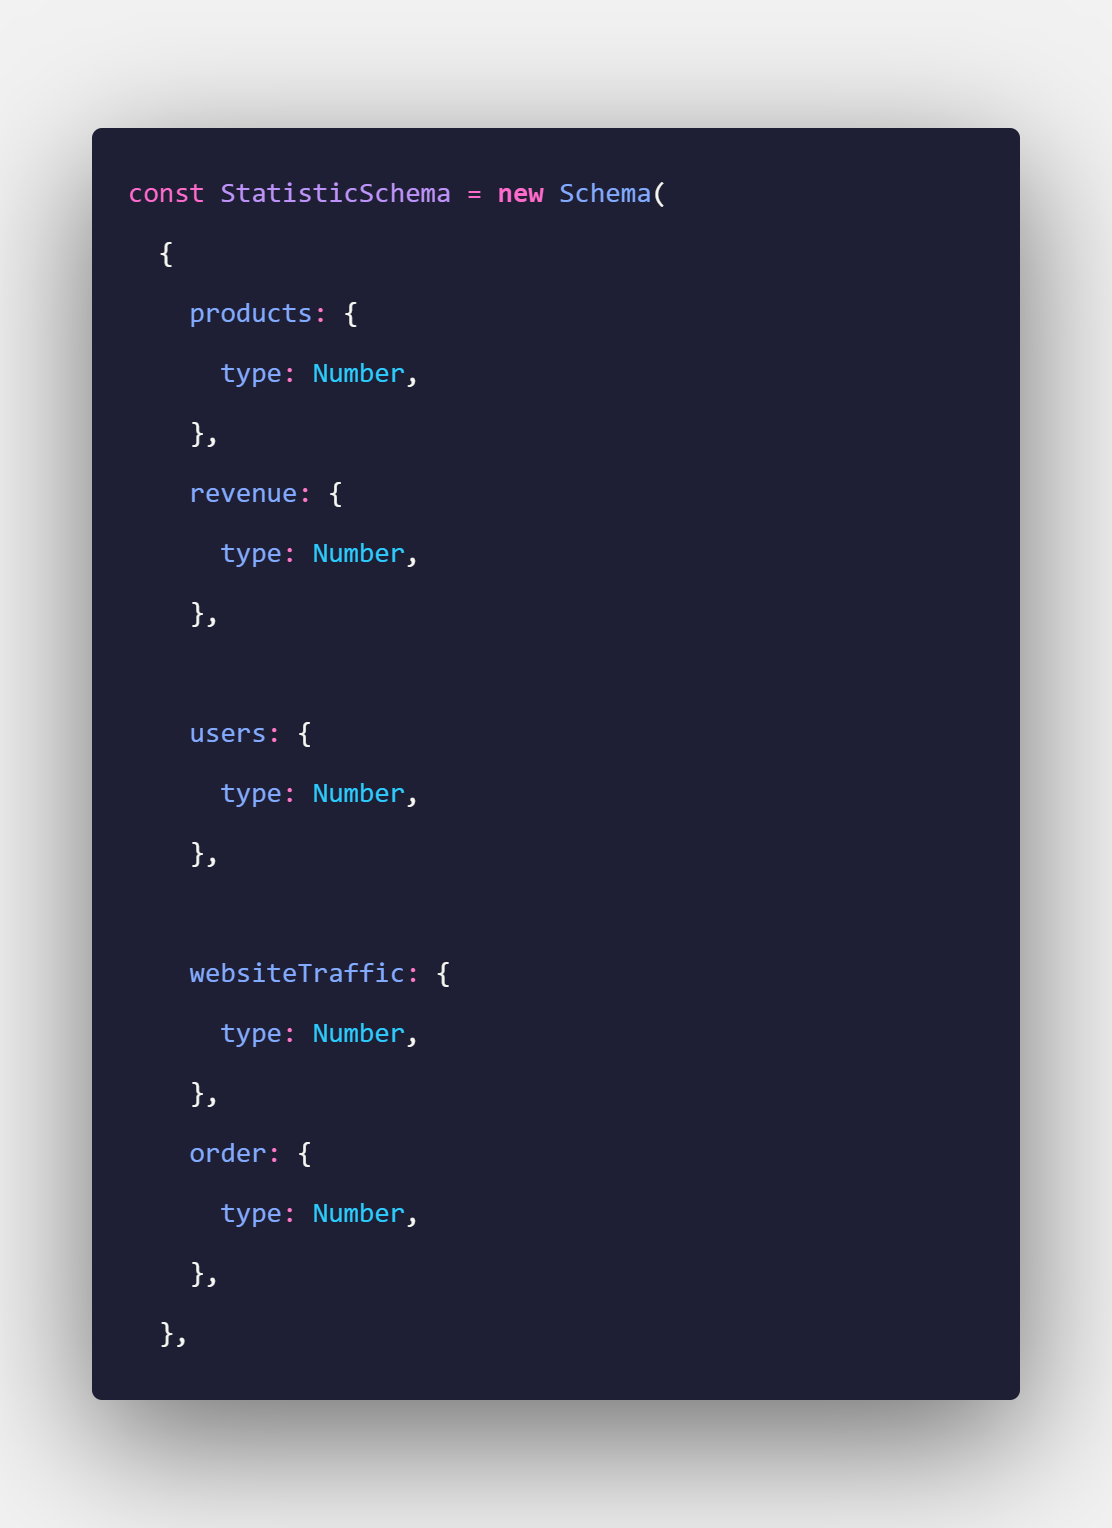 const StatisticSchema = new Schema(
  {
    products: {
      type: Number,
    },
    revenue: {
      type: Number,
    },

    users: {
      type: Number,
    },

    websiteTraffic: {
      type: Number,
    },
    order: {
      type: Number,
    },
  },